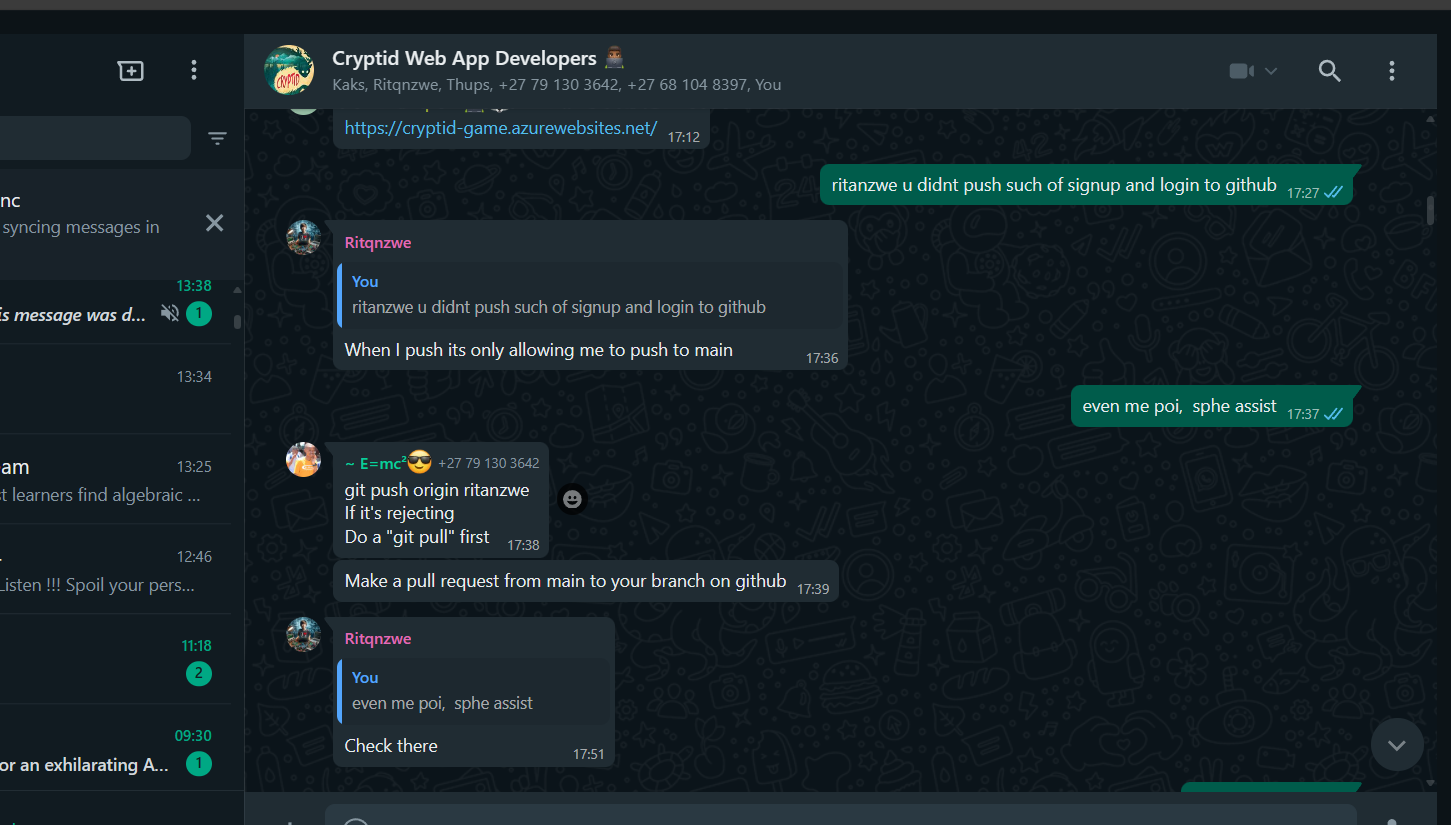 Cryptid Web App Developers
Kaks, Ritqnzwe, Thups, +27 79 130 3642, +27 68 104 8397, You
CRYPTID
nc
syncing messages in
13:38
is message was d...
1
13:34
am
13:25
st learners find algebraic ...
12:46
Listen !!! Spoil your pers...
11:18
2
09:30
or an exhilarating A...
1
https://cryptid-game.azurewebsites.net/
17:12
ritanzwe u didnt push such of signup and login to github
17:27
Ritqnzwe
You
ritanzwe u didnt push such of signup and login to github
When I push its only allowing me to push to main
17:36
even me poi,  sphe assist
17:37
~ E=mc²😎 +27 79 130 3642
git push origin ritanzwe
If it's rejecting
Do a "git pull" first
17:38
Make a pull request from main to your branch on github
17:39
Ritqnzwe
You
even me poi,  sphe assist
Check there
17:51